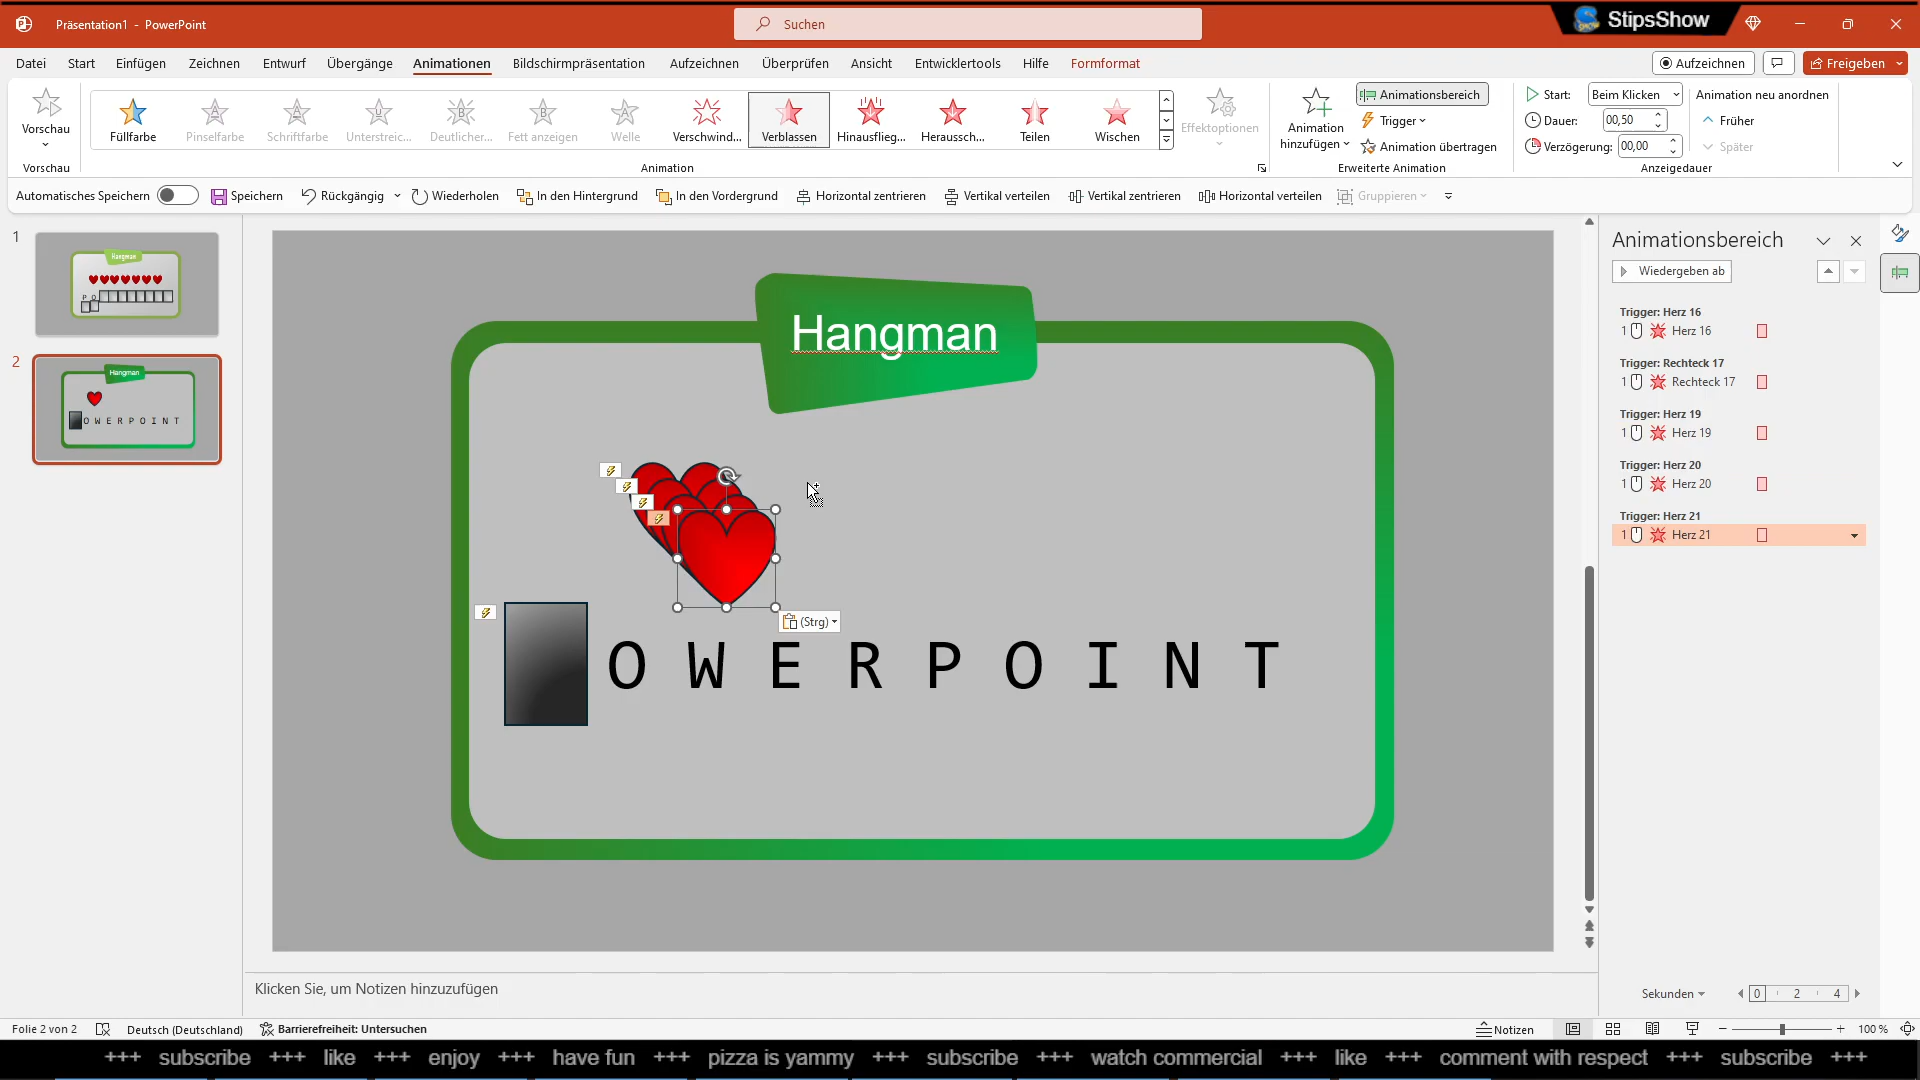 Präsentation1 - PowerPoint
Suchen
StipsShow
Datei Start Einfügen Zeichnen Entwurf Übergänge Animationen Bildschirmpräsentation Aufzeichnen Überprüfen Ansicht Entwicklertools Hilfe Formformat
Aufzeichnen
Freigeben
Vorschau
Vorschau
Füllfarbe Pinselfarbe Schriftfarbe Unterstreic... Deutlicher... Fett anzeigen Welle Verschwind... Verblassen Hinausflieg... Heraussch... Teilen Wischen
Animation
Effektoptionen
Animation hinzufügen
Animationsbereich
Trigger
Animation übertragen
Erweiterte Animation
Start: Beim Klicken
Dauer: 00,50
Verzögerung: 00,00
Animation neu anordnen
Früher
Später
Anzeigedauer
Automatisches Speichern Speichern Rückgängig Wiederholen In den Hintergrund In den Vordergrund Horizontal zentrieren Vertikal verteilen Vertikal zentrieren Horizontal verteilen Gruppieren
1
Hangman
P O
2
Hangman
O W E R P O I N T
Hangman
(Strg)
O W E R P O I N T
Animationsbereich
Wiedergeben ab
Trigger: Herz 16
1 Herz 16
Trigger: Rechteck 17
1 Rechteck 17
Trigger: Herz 19
1 Herz 19
Trigger: Herz 20
1 Herz 20
Trigger: Herz 21
1 Herz 21
Sekunden 0 2 4
Klicken Sie, um Notizen hinzuzufügen
Folie 2 von 2 Deutsch (Deutschland) Barrierefreiheit: Untersuchen Notizen 100 %
+++ subscribe +++ like +++ enjoy +++ have fun +++ pizza is yammy +++ subscribe +++ watch commercial +++ like +++ comment with respect +++ subscribe +++